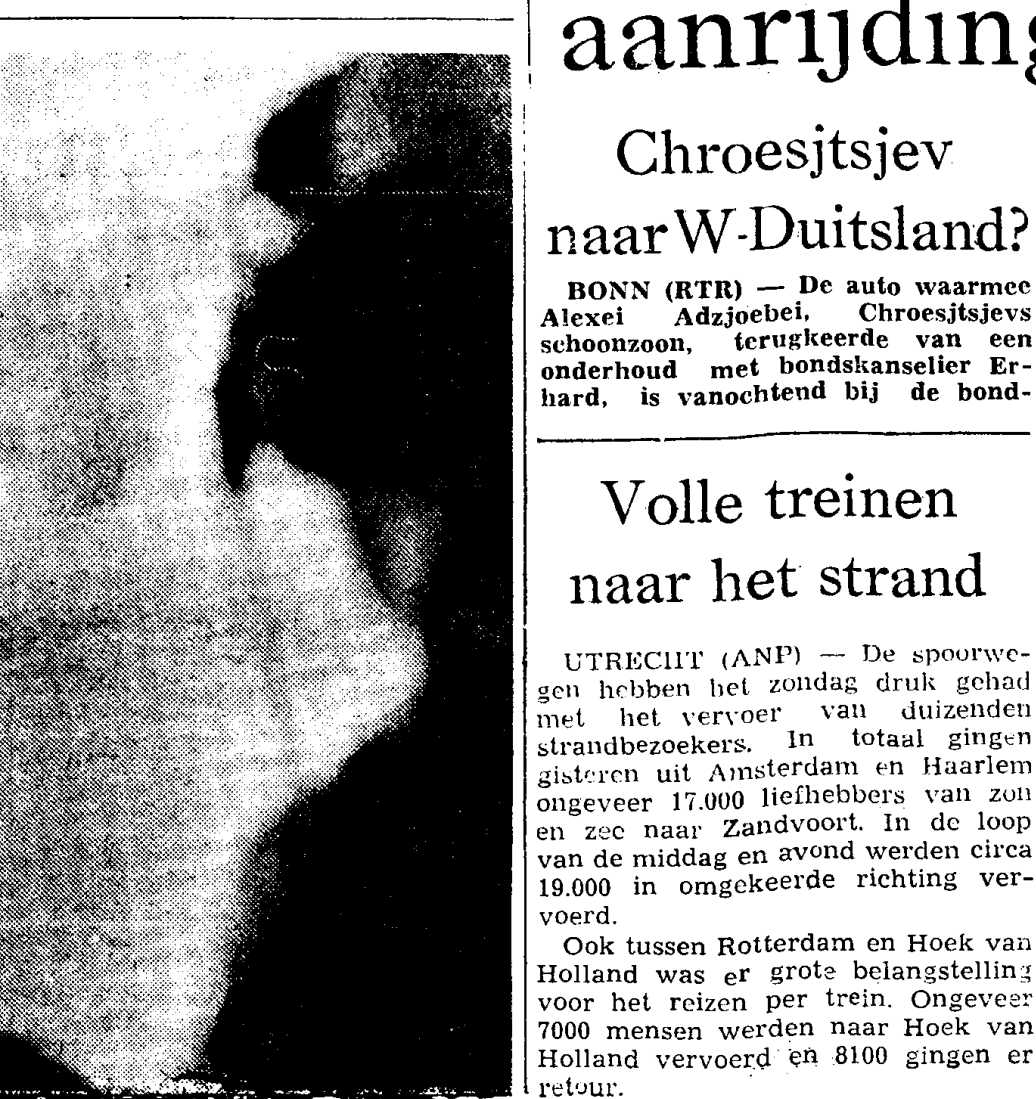 aanrijding
Chroesjtsjev
naar W-Duitsland?
BONN (RTR) — De auto waarmee
Alexei Adzjoebei, Chroesjtsjevs
schoonzoon, terugkeerde van een
onderhoud met bondskanselier Er-
hard, is vanochtend bij de bond-
Volle treinen
naar het strand
UTRECHT (ANP) — De spoorwe-
gen hebben het zondag druk gehad
met het vervoer van duizenden
strandbezoekers. In totaal gingen
gisteren uit Amsterdam en Haarlem
ongeveer 17.000 liefhebbers van zon
en zee naar Zandvoort. In de loop
van de middag en avond werden circa
19.000 in omgekeerde richting ver-
voerd.
Ook tussen Rotterdam en Hoek van
Holland was er grote belangstelling
voor het reizen per trein. Ongeveer
7000 mensen werden naar Hoek van
Holland vervoerd en 8100 gingen er
retour.